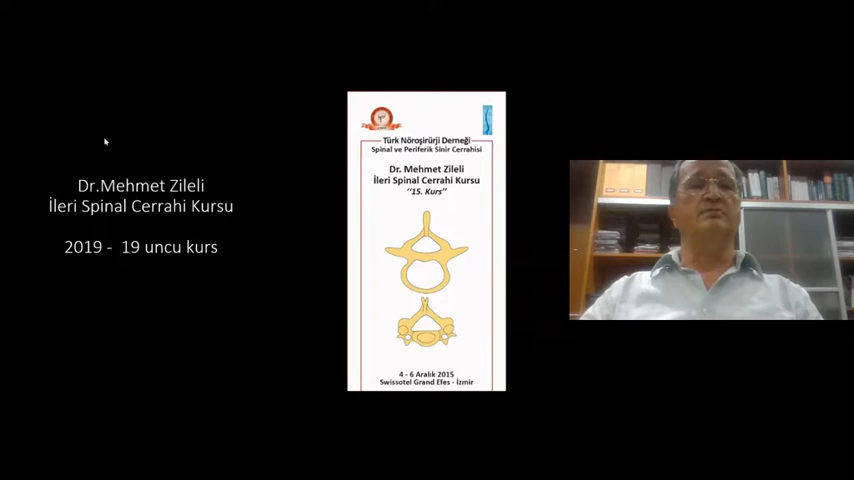 Dr.Mehmet Zileli
İleri Spinal Cerrahi Kursu
2019 - 19 uncu kurs
Türk Nöroşirürji Derneği
Spinal ve Periferik Sinir Cerrahisi
Dr. Mehmet Zileli
İleri Spinal Cerrahi Kursu
"15. Kurs"
4 - 6 Aralık 2015
Swissotel Grand Efes - İzmir